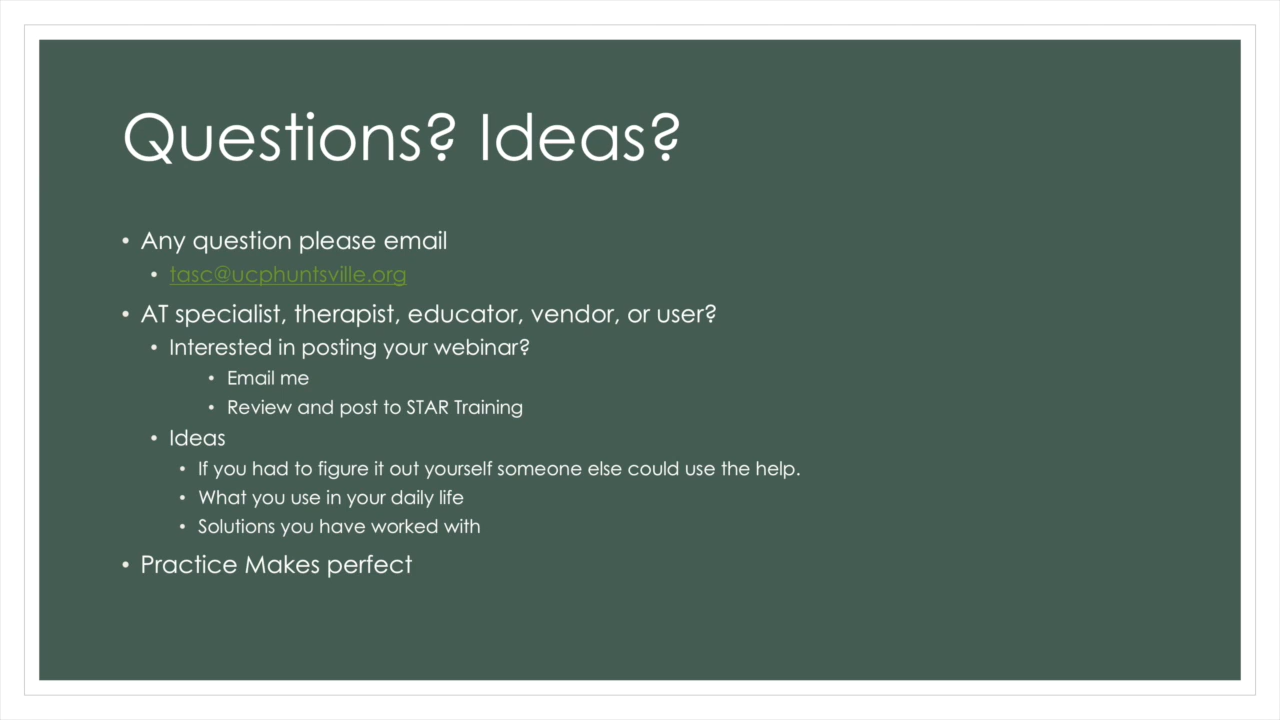 Questions? Ideas?
• Any question please email
• tasc@ucphuntsville.org
• AT specialist, therapist, educator, vendor, or user?
• Interested in posting your webinar?
• Email me
• Review and post to STAR Training
• Ideas
• If you had to figure it out yourself someone else could use the help.
• What you use in your daily life
• Solutions you have worked with
• Practice Makes perfect